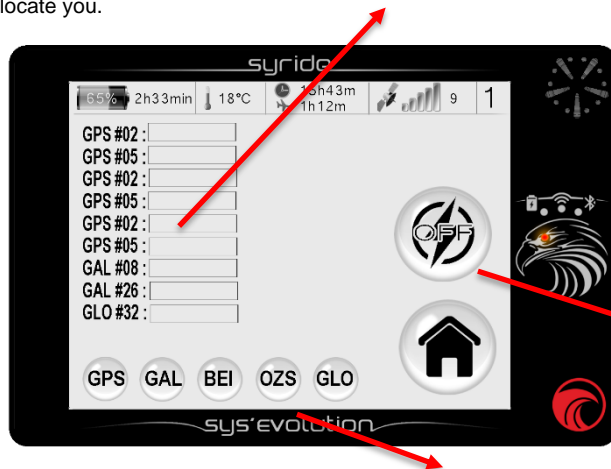 locate you.
syride
65% 2h33min 18°C 15h43m 9 1
1h12m
GPS #02 :
GPS #05 :
GPS #02 :
GPS #05 :
GPS #02 :
GPS #05 :
GAL #08 :
GAL #26 :
GLO #32 :
OFF
GPS GAL BEI OZS GLO
sys'evolution